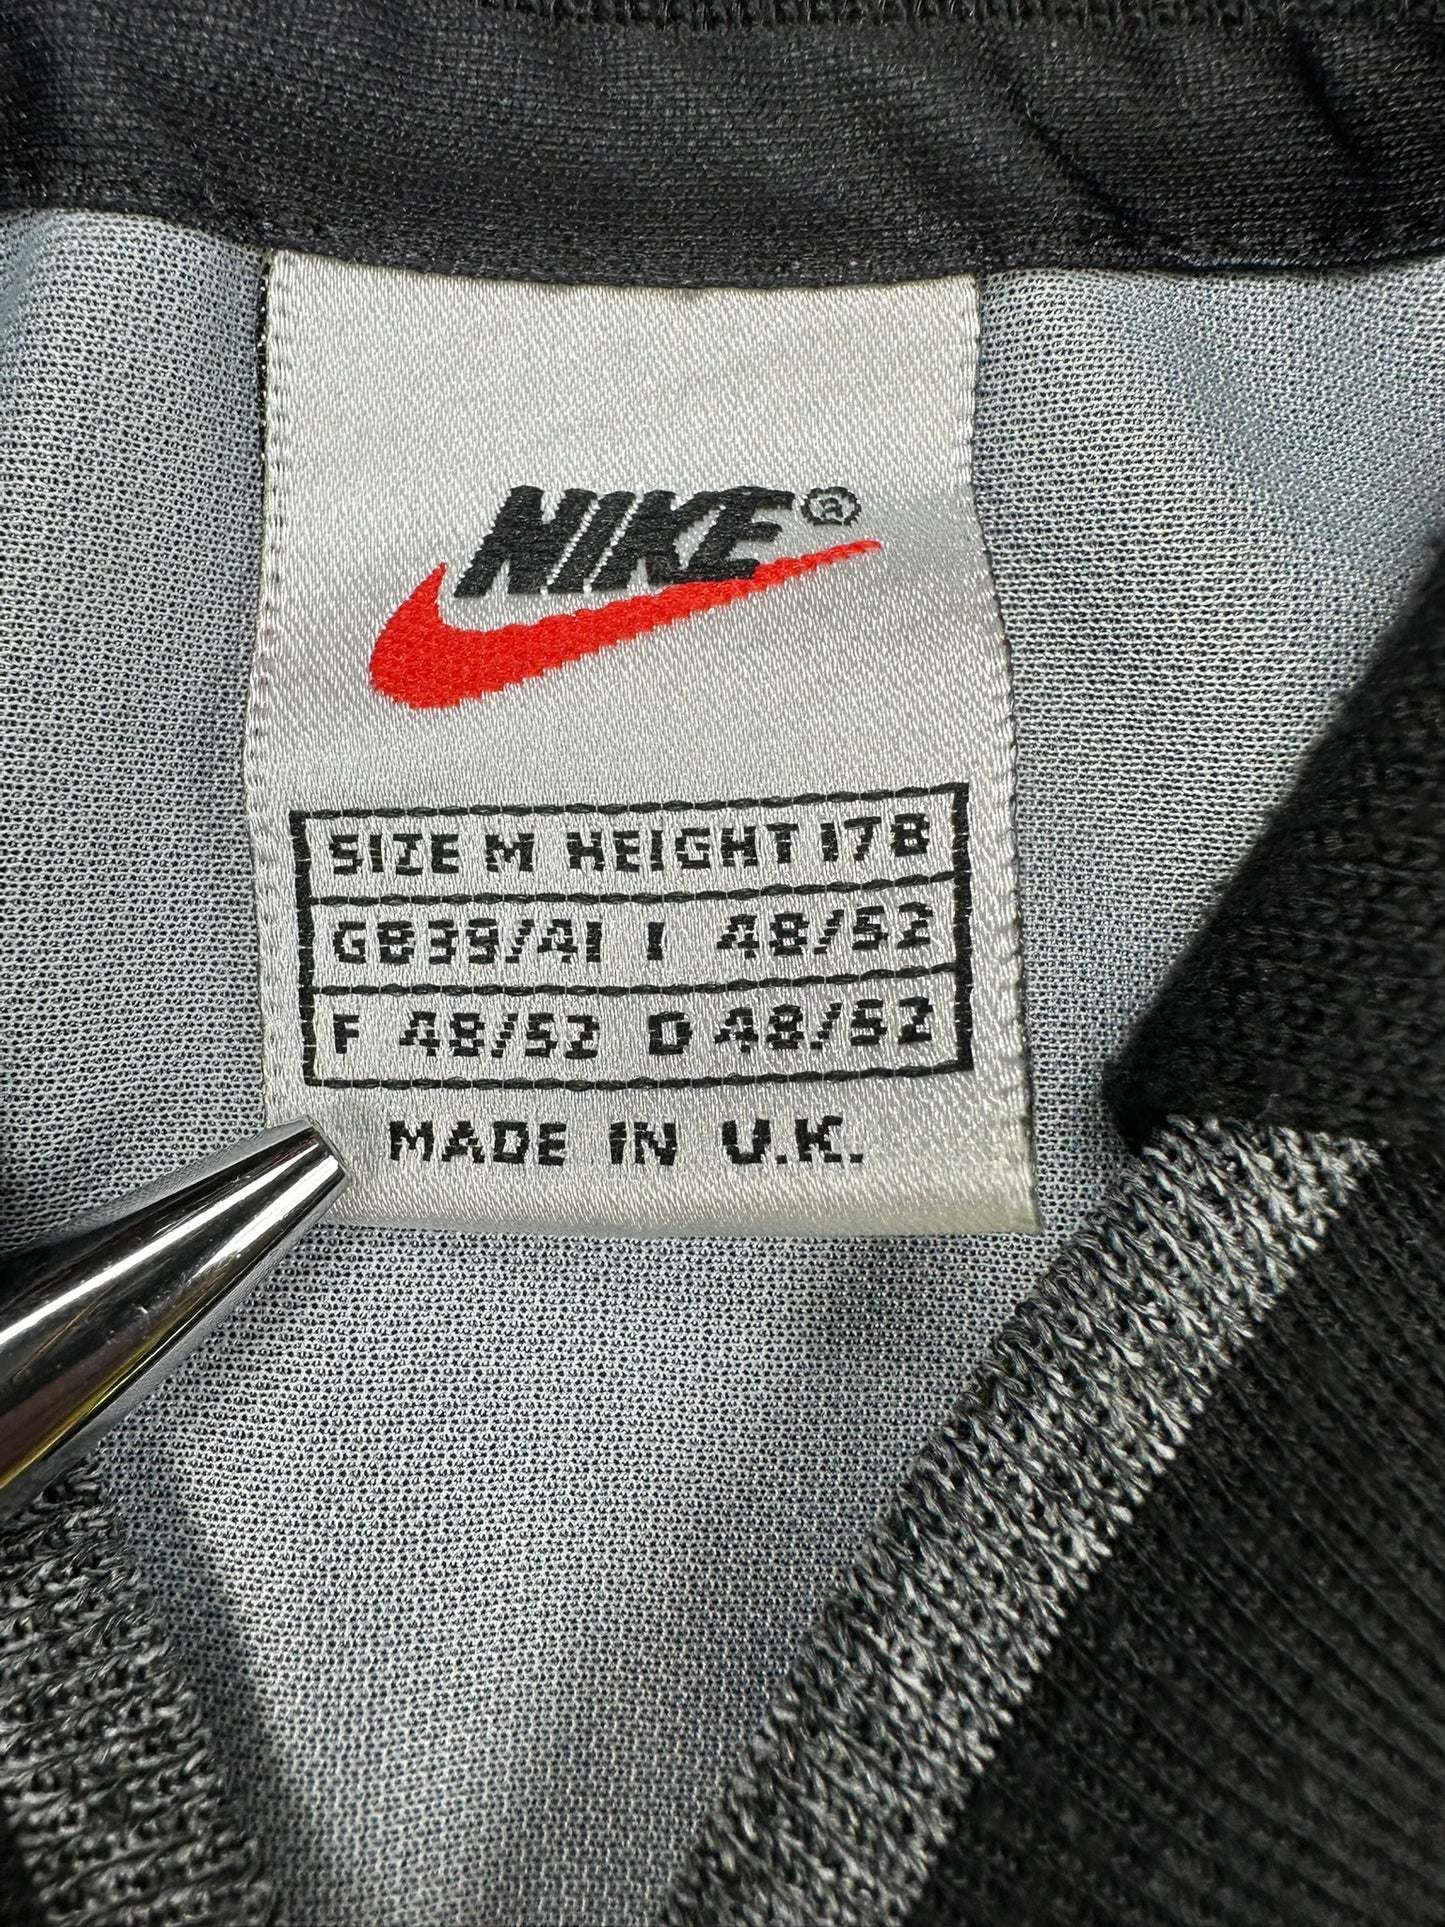 NIKE®
SIZE M HEIGHT 178
GB39/41 I 48/52
F 48/52 D 48/52
MADE IN U.K.